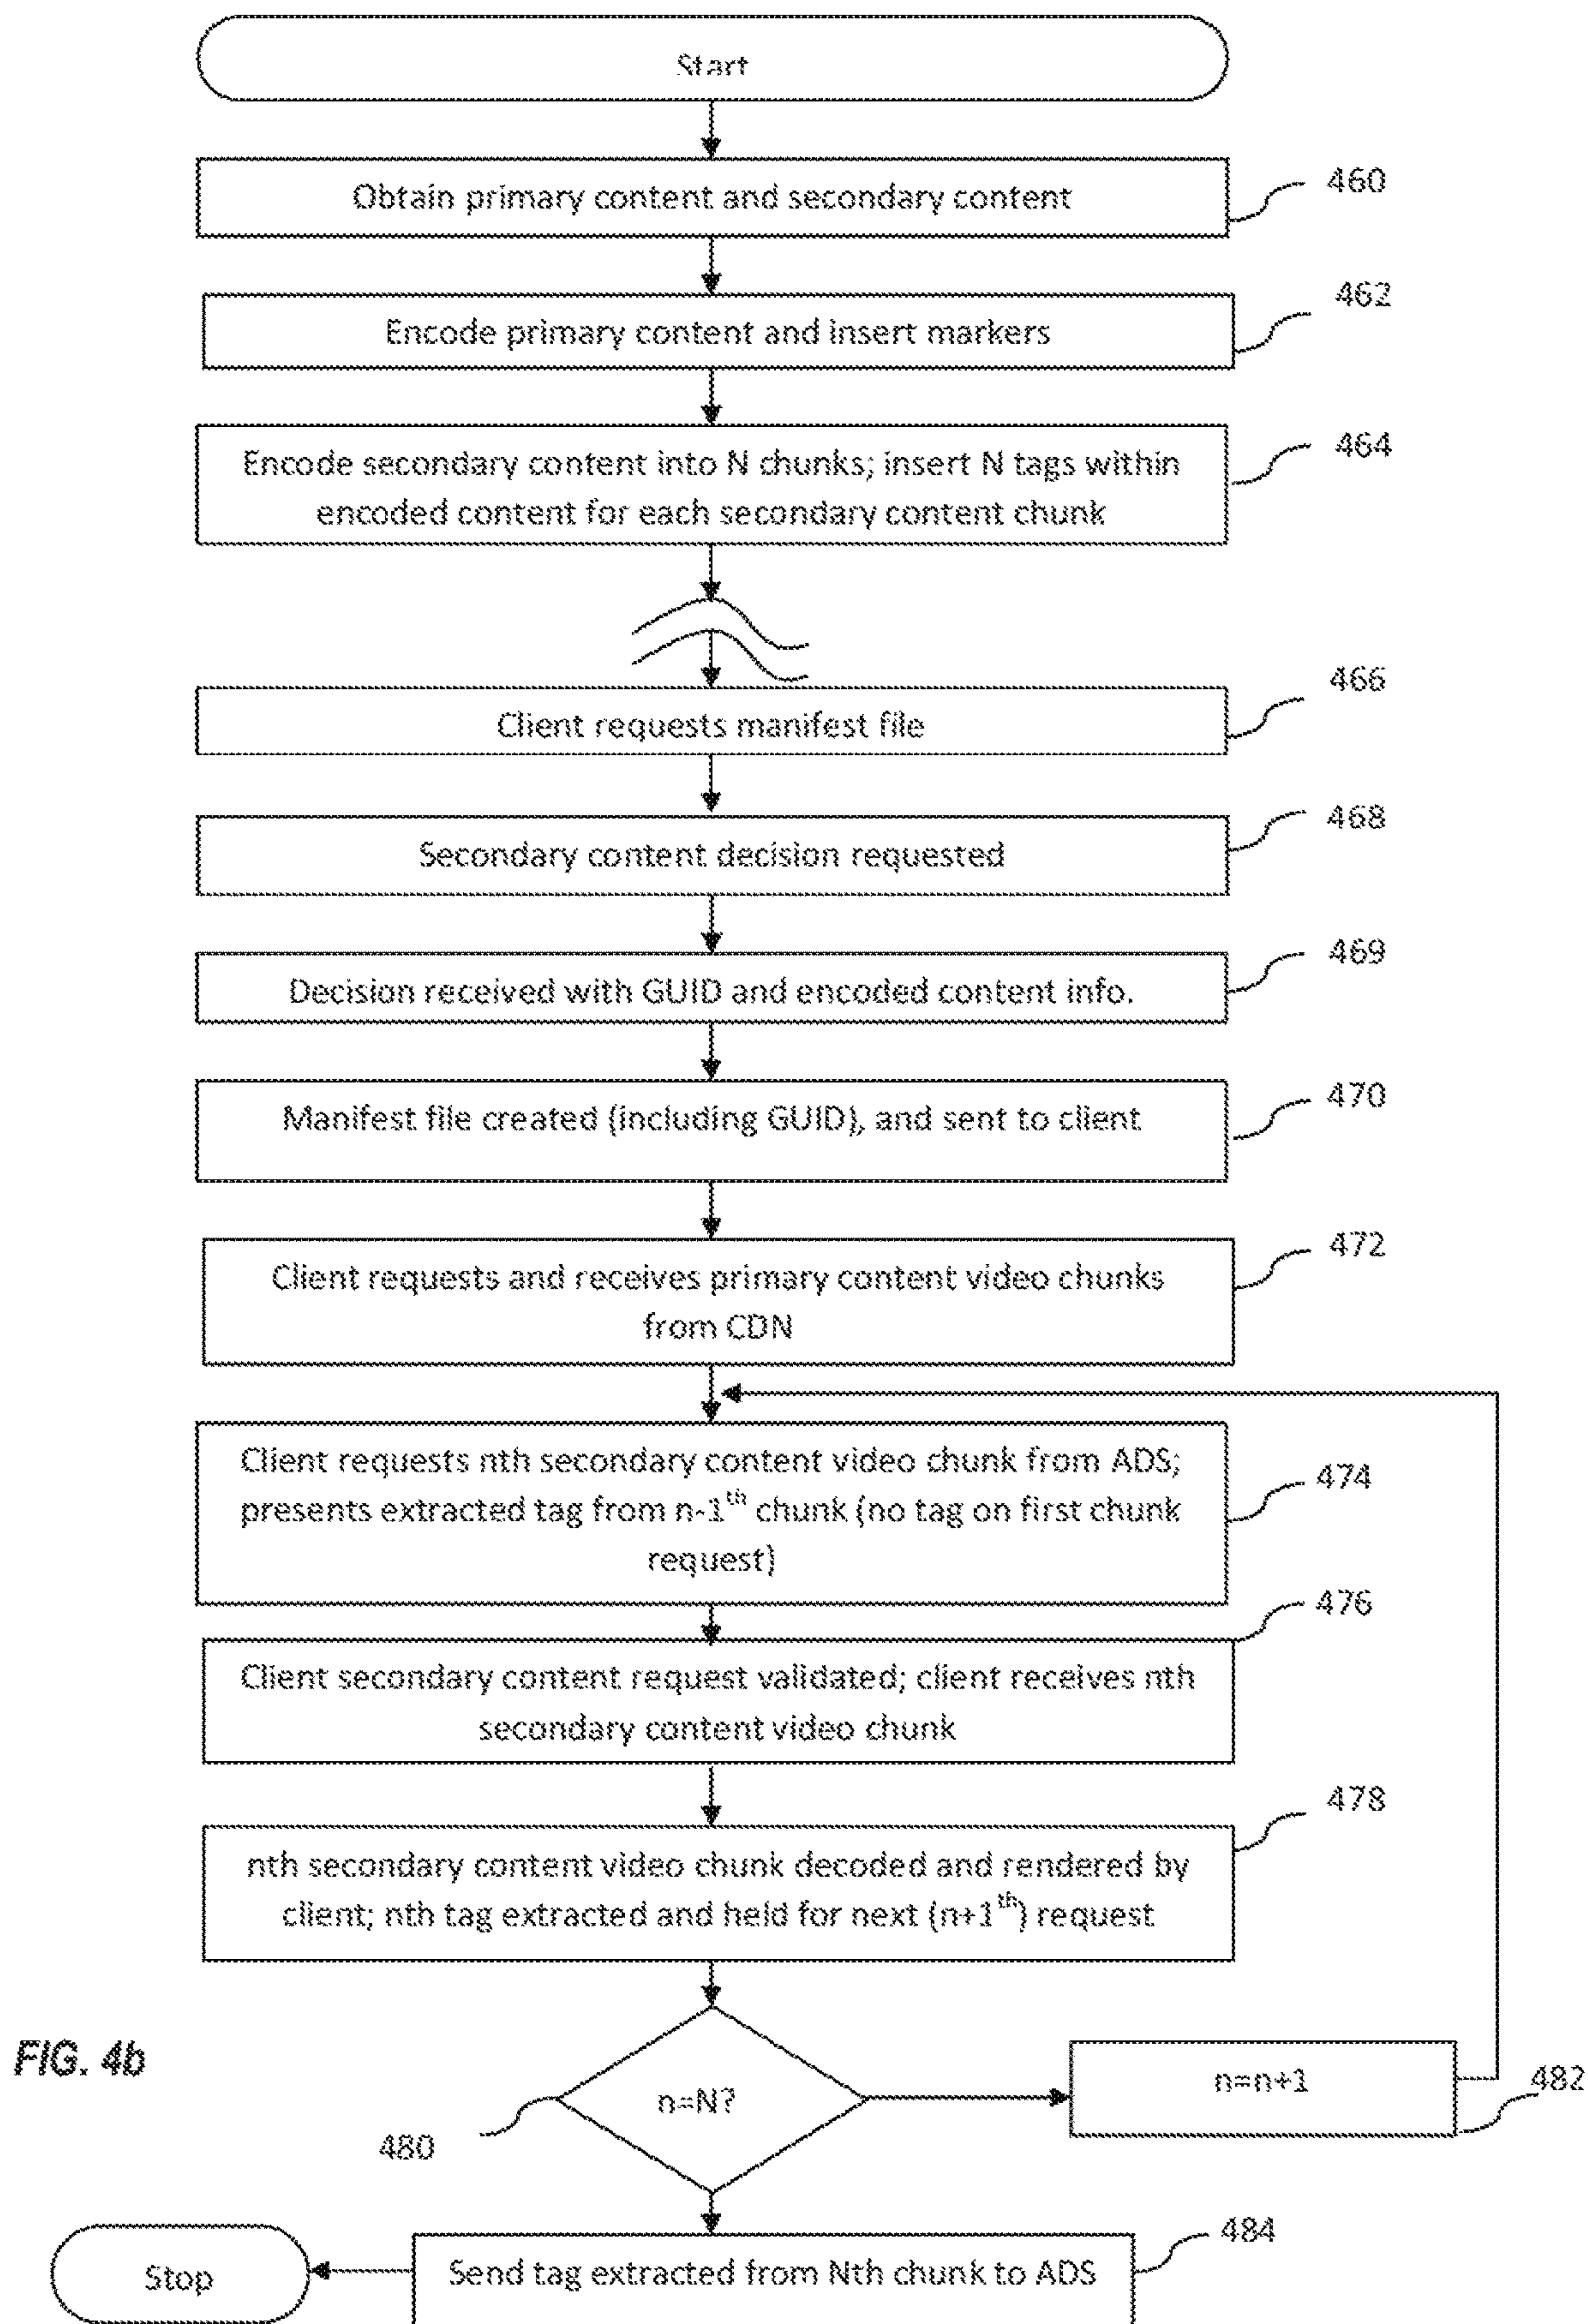 Start
Obtain primary content and secondary content
460
Encode primary content and insert markers
462
Encode secondary content into N chunks; insert N tags within
encoded content for each secondary content chunk
464
Client requests manifest file
466
Secondary content decision requested
468
Decision received with GUID and encoded content info.
469
Manifest file created (including GUID), and sent to client
470
Client requests and receives primary content video chunks
from CDN
472
Client requests nth secondary content video chunk from ADS;
presents extracted tag from n-1th chunk (no tag on first chunk
request)
474
Client secondary content request validated; client receives nth
secondary content video chunk
476
nth secondary content video chunk decoded and rendered by
client; nth tag extracted and held for next (n+1th) request
478
FIG. 4b
n=N?
480
n=n+1
482
Send tag extracted from Nth chunk to ADS
484
Stop